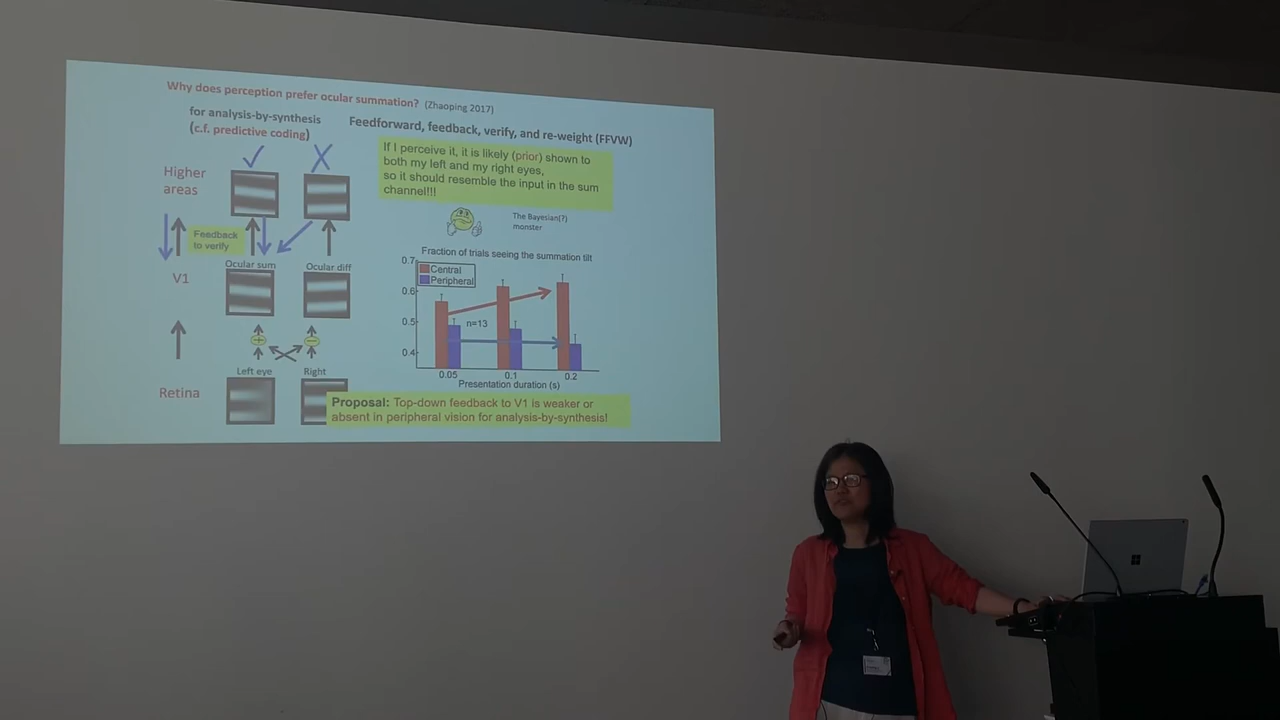 Why does perception prefer ocular summation? (Zhaoping 2017)
for analysis-by-synthesis
(c.f. predictive coding)
Feedforward, feedback, verify, and re-weight (FFVW)
If I perceive it, it is likely (prior) shown to
both my left and my right eyes,
so it should resemble the input in the sum
channel!!!
Higher
areas
The Bayesian(?)
monster
Feedback
to verify
Ocular sum
Ocular diff
V1
Fraction of trials seeing the summation tilt
0.7
Central
Peripheral
0.6
0.5
n=13
0.4
0.05 0.1 0.2
Presentation duration (s)
+
−
Left eye
Right
Retina
Proposal: Top-down feedback to V1 is weaker or
absent in peripheral vision for analysis-by-synthesis!